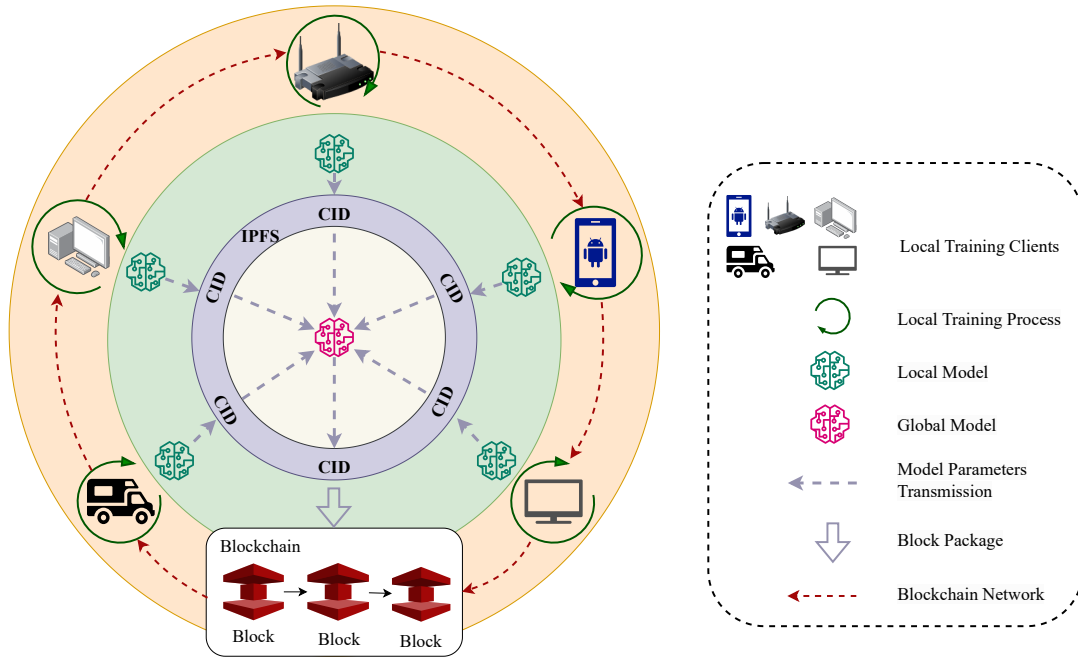 CID
IPFS
CID
CID
CID
CID
CID
Blockchain
Block
Block
Block
Local Training Clients
Local Training Process
Local Model
Global Model
Model Parameters
Transmission
Block Package
Blockchain Network